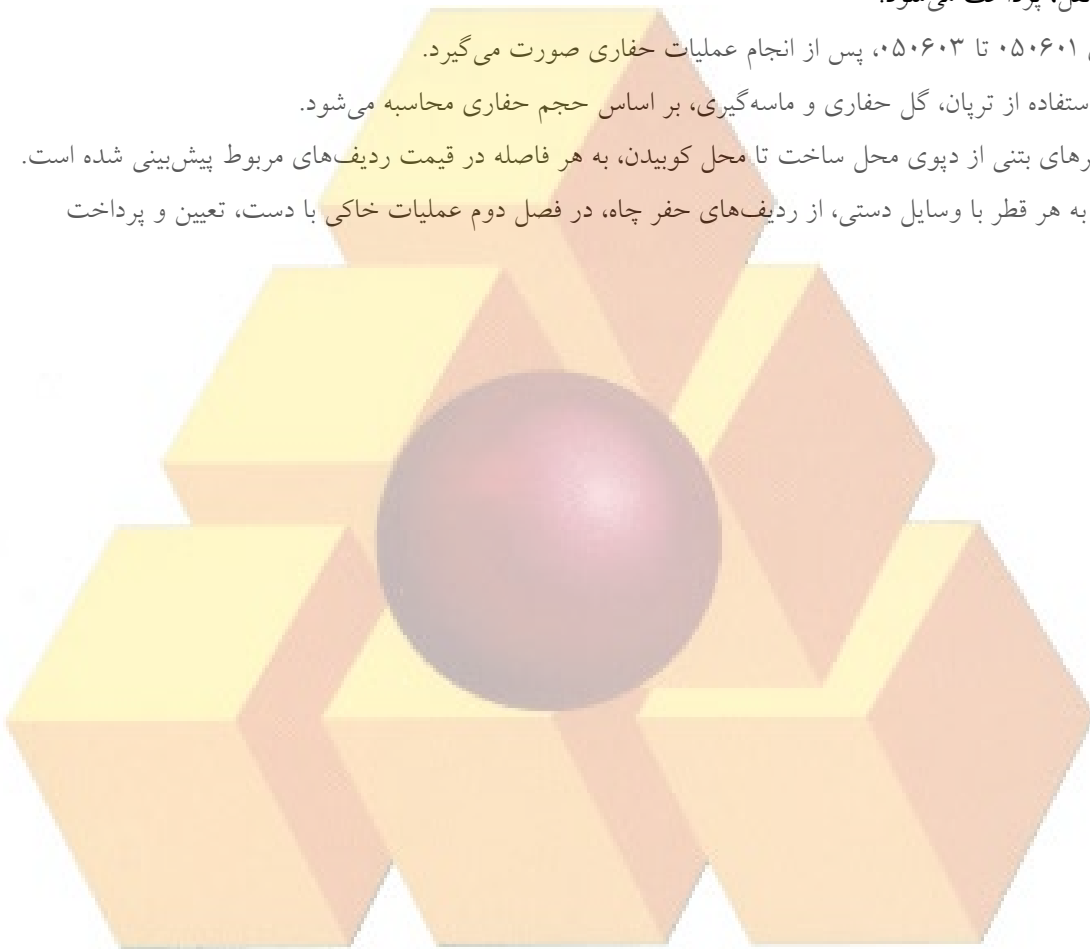 پرداخت می‌شود.
۰۵۰۶۰۱ تا ۰۵۰۶۰۳، پس از انجام عملیات حفاری صورت می‌گیرد.
ستفاده از ترپان، گل حفاری و ماسه‌گیری، بر اساس حجم حفاری محاسبه می‌شود.
رهای بتنی از دپوی محل ساخت تا محل کوبیدن، به هر فاصله در قیمت ردیف‌های مربوط پیش‌بینی شده است.
به هر قطر با وسایل دستی، از ردیف‌های حفر چاه، در فصل دوم عملیات خاکی با دست، تعیین و پرداخت